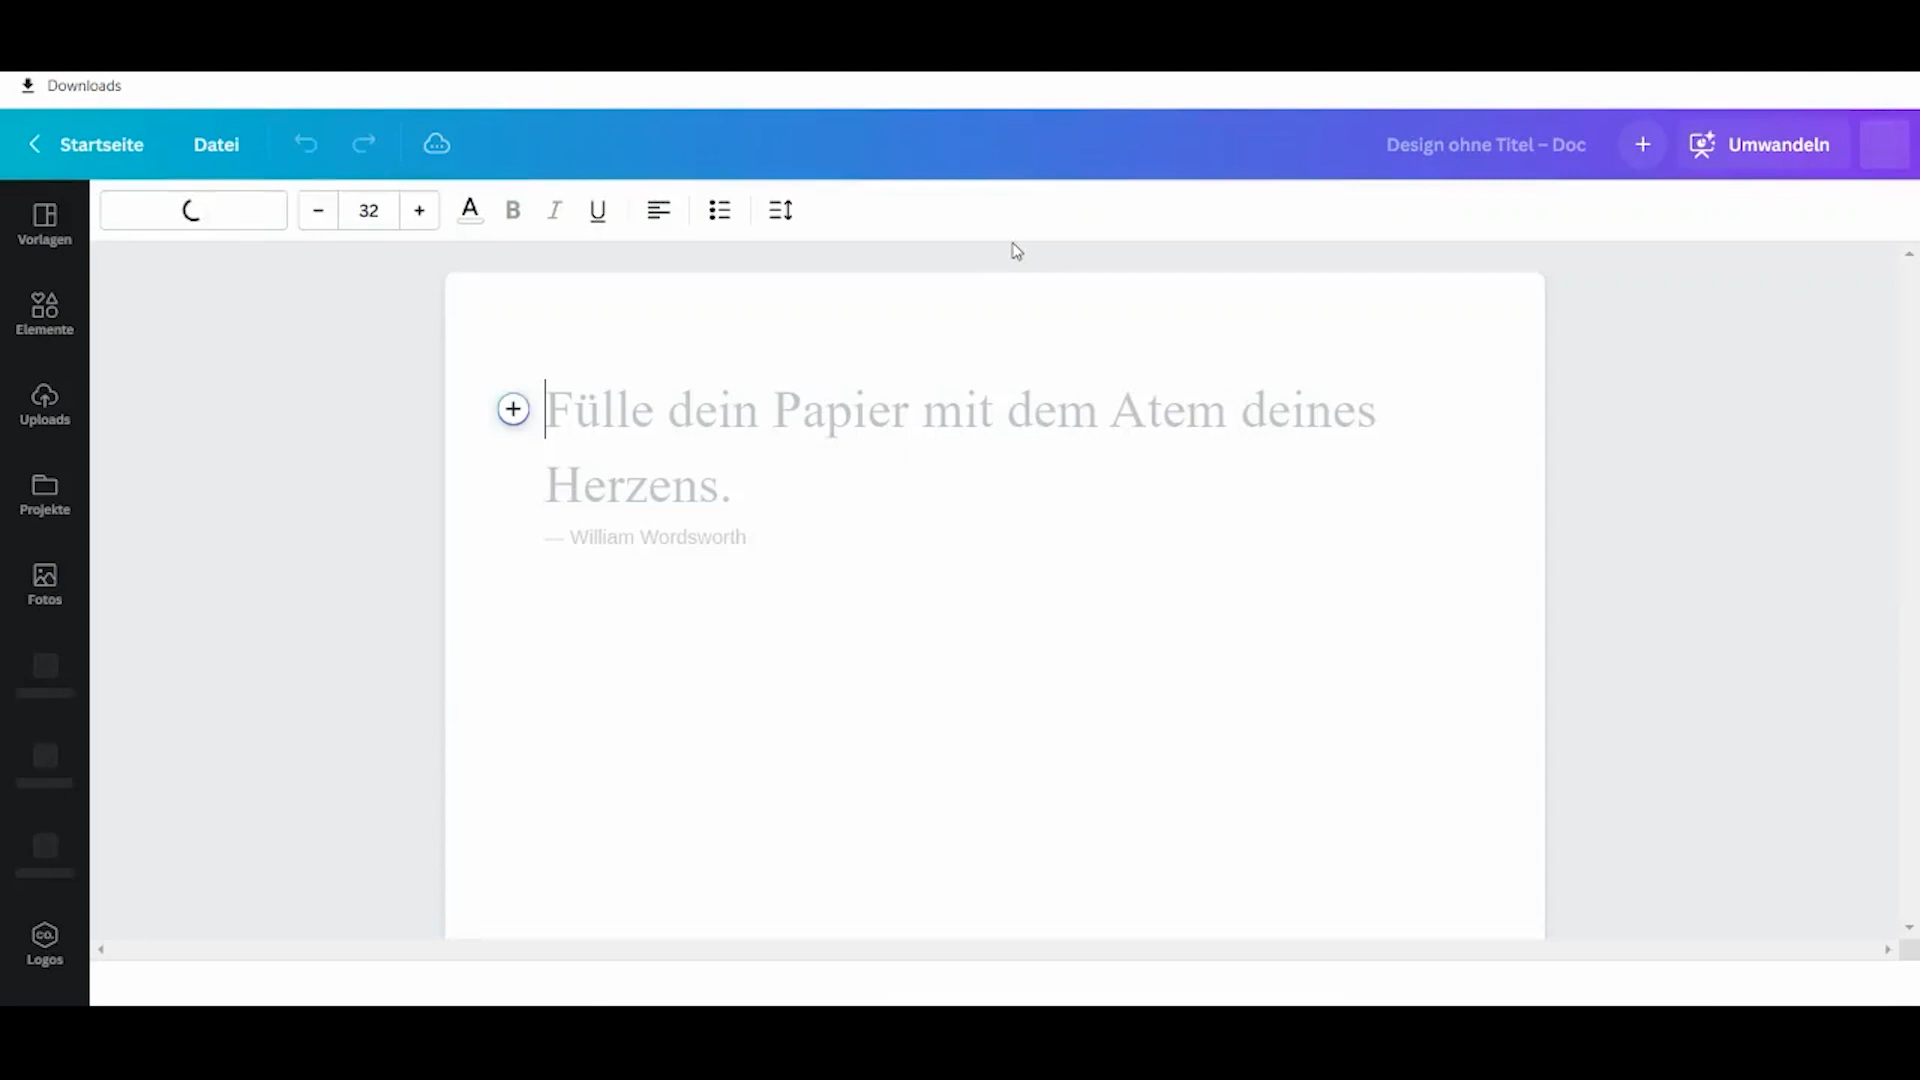 Downloads
Startseite
Datei
Design ohne Titel – Doc
+
Umwandeln
− 32 + A B I U
Vorlagen
Elemente
Uploads
Projekte
Fotos
CO.
Logos
+
Fülle dein Papier mit dem Atem deines
Herzens.
— William Wordsworth